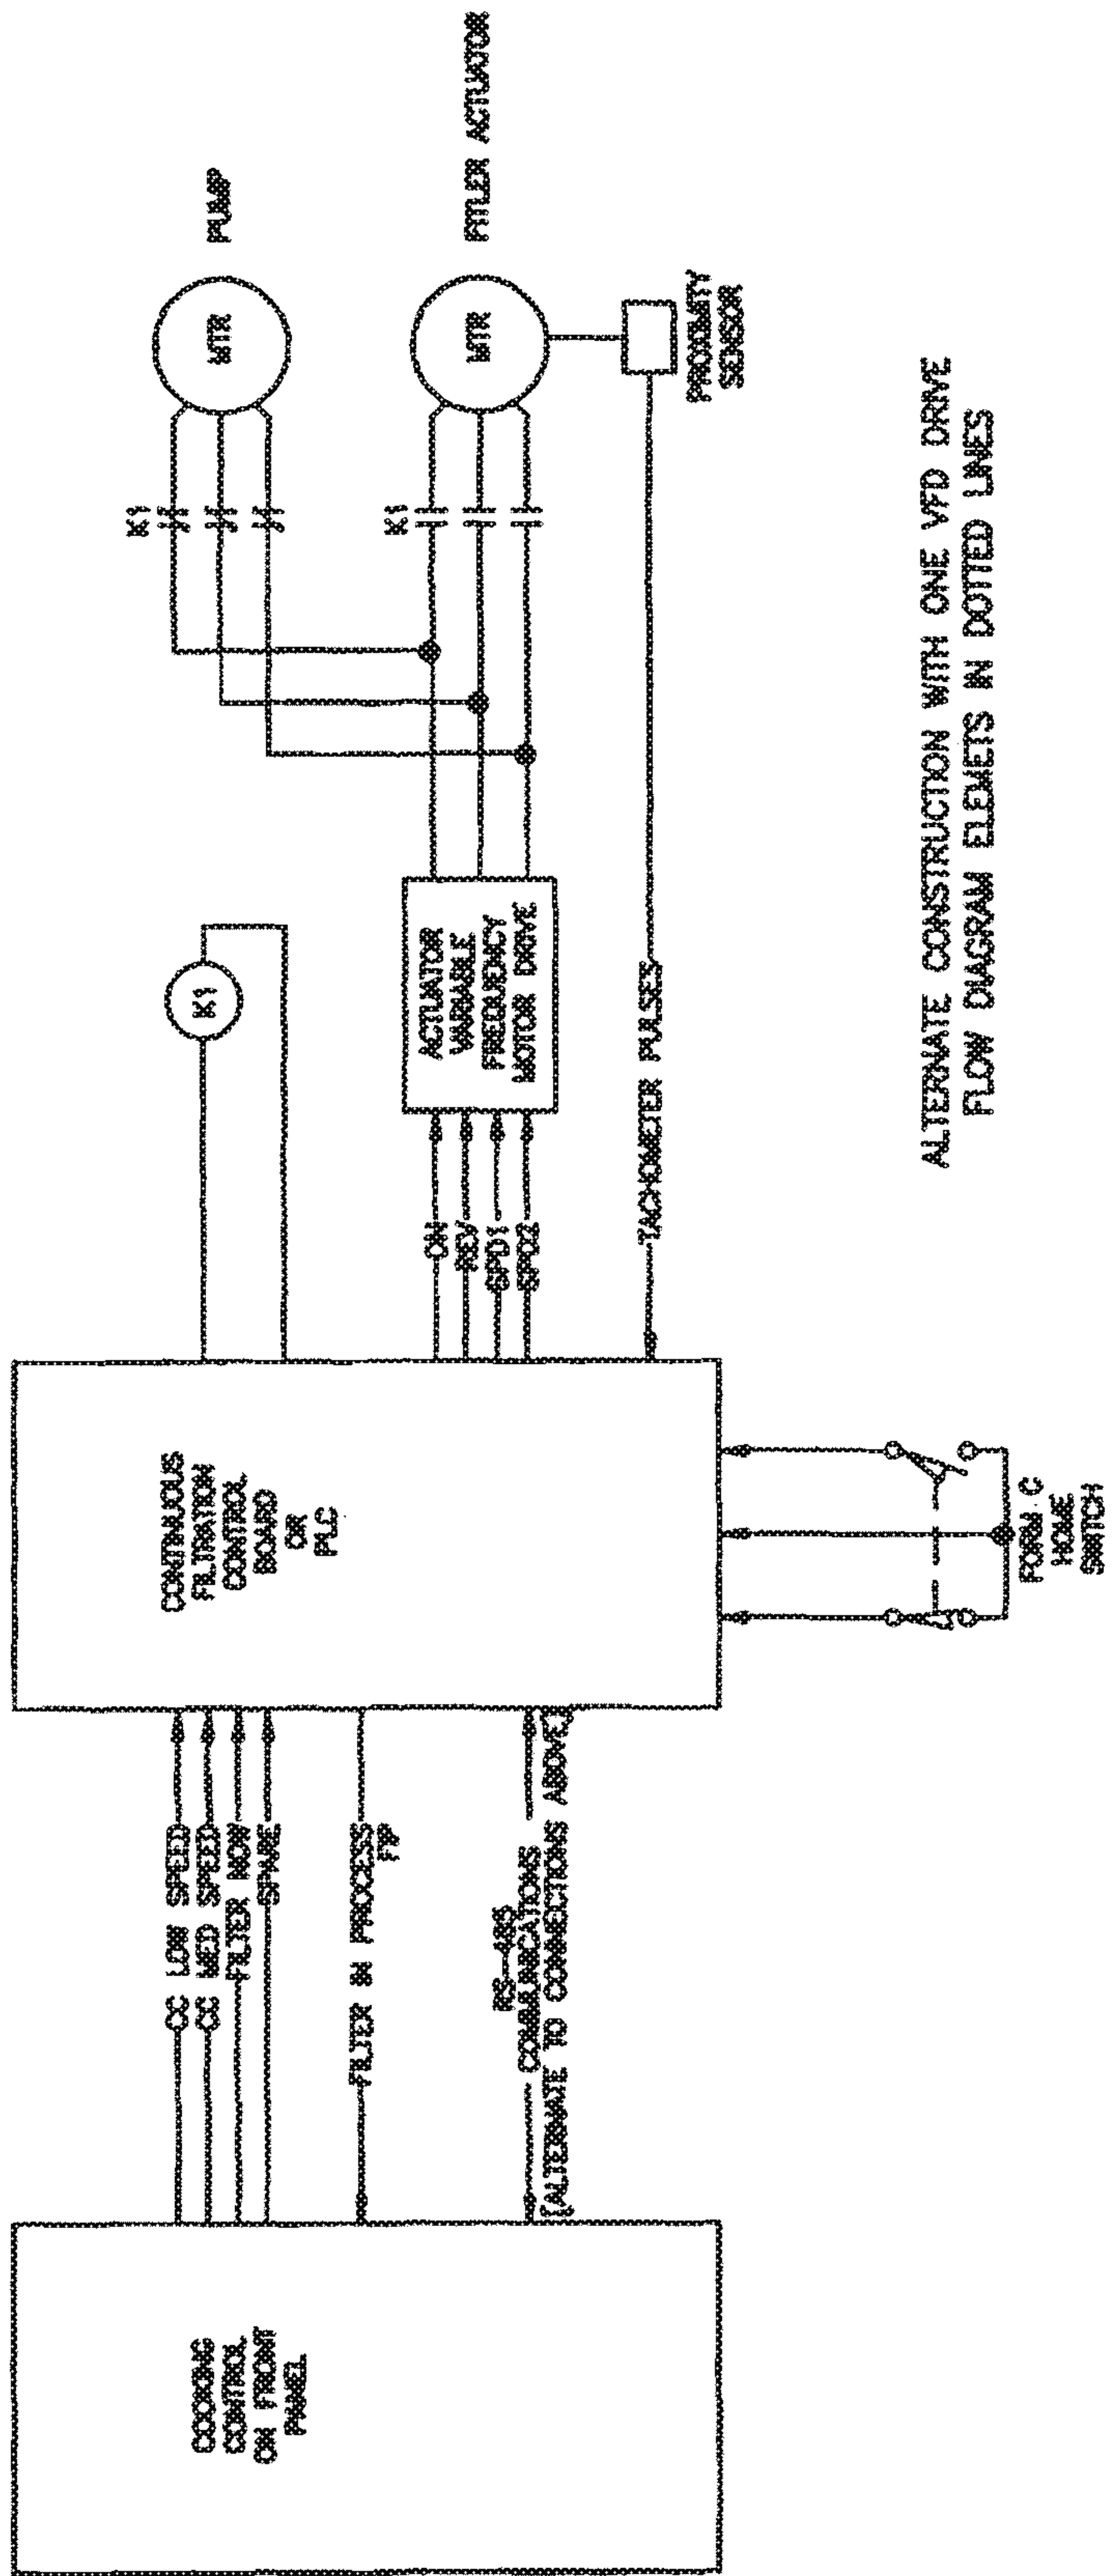 COOKING
CONTROL
ON FRONT
PANEL
CC LOW SPEED
CC MED SPEED
FILTER NOW
SPARE
FILTER IN PROCESS
FIP
RS-485
COMMUNICATIONS
(ALTERNATE TO CONNECTIONS ABOVE)
CONTINUOUS
FILTRATION
CONTROL
BOARD
OR
PLC
FORM C
HOME
SWITCH
K1
ON
REV
SPD1
SPD2
TACHOMETER PULSES
ACTUATOR
VARIABLE
FREQUENCY
MOTOR DRIVE
K1
K1
MTR
PUMP
MTR
FITLER ACTUATOR
PROXIMITY
SENSOR
ALTERNATE CONSTRUCTION WITH ONE VFD DRIVE
FLOW DIAGRAM ELEMETS IN DOTTED LINES